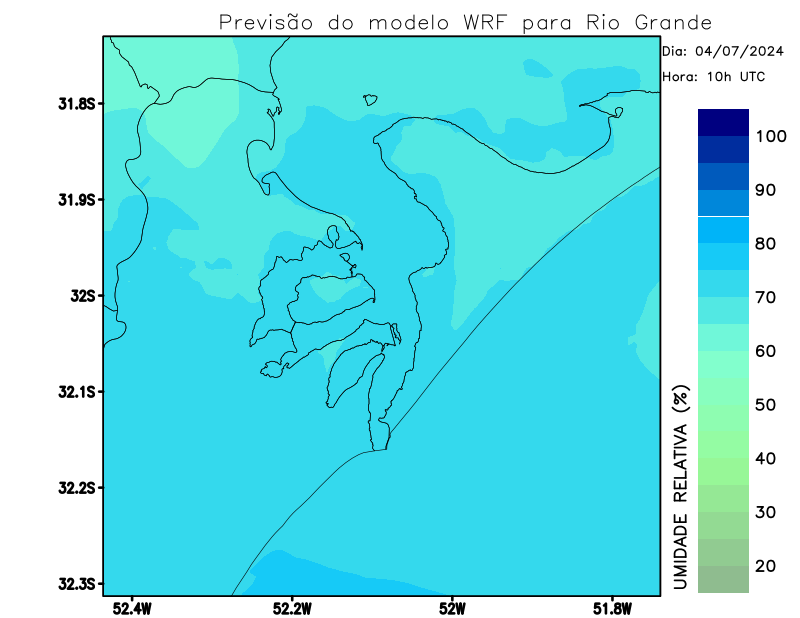 Previsão do modelo WRF para Rio Grande
Dia: 04/07/2024
Hora: 10h UTC
31.8S
31.9S
32S
32.1S
32.2S
32.3S
52.4W
52.2W
52W
51.8W
UMIDADE RELATIVA (%)
100
90
80
70
60
50
40
30
20